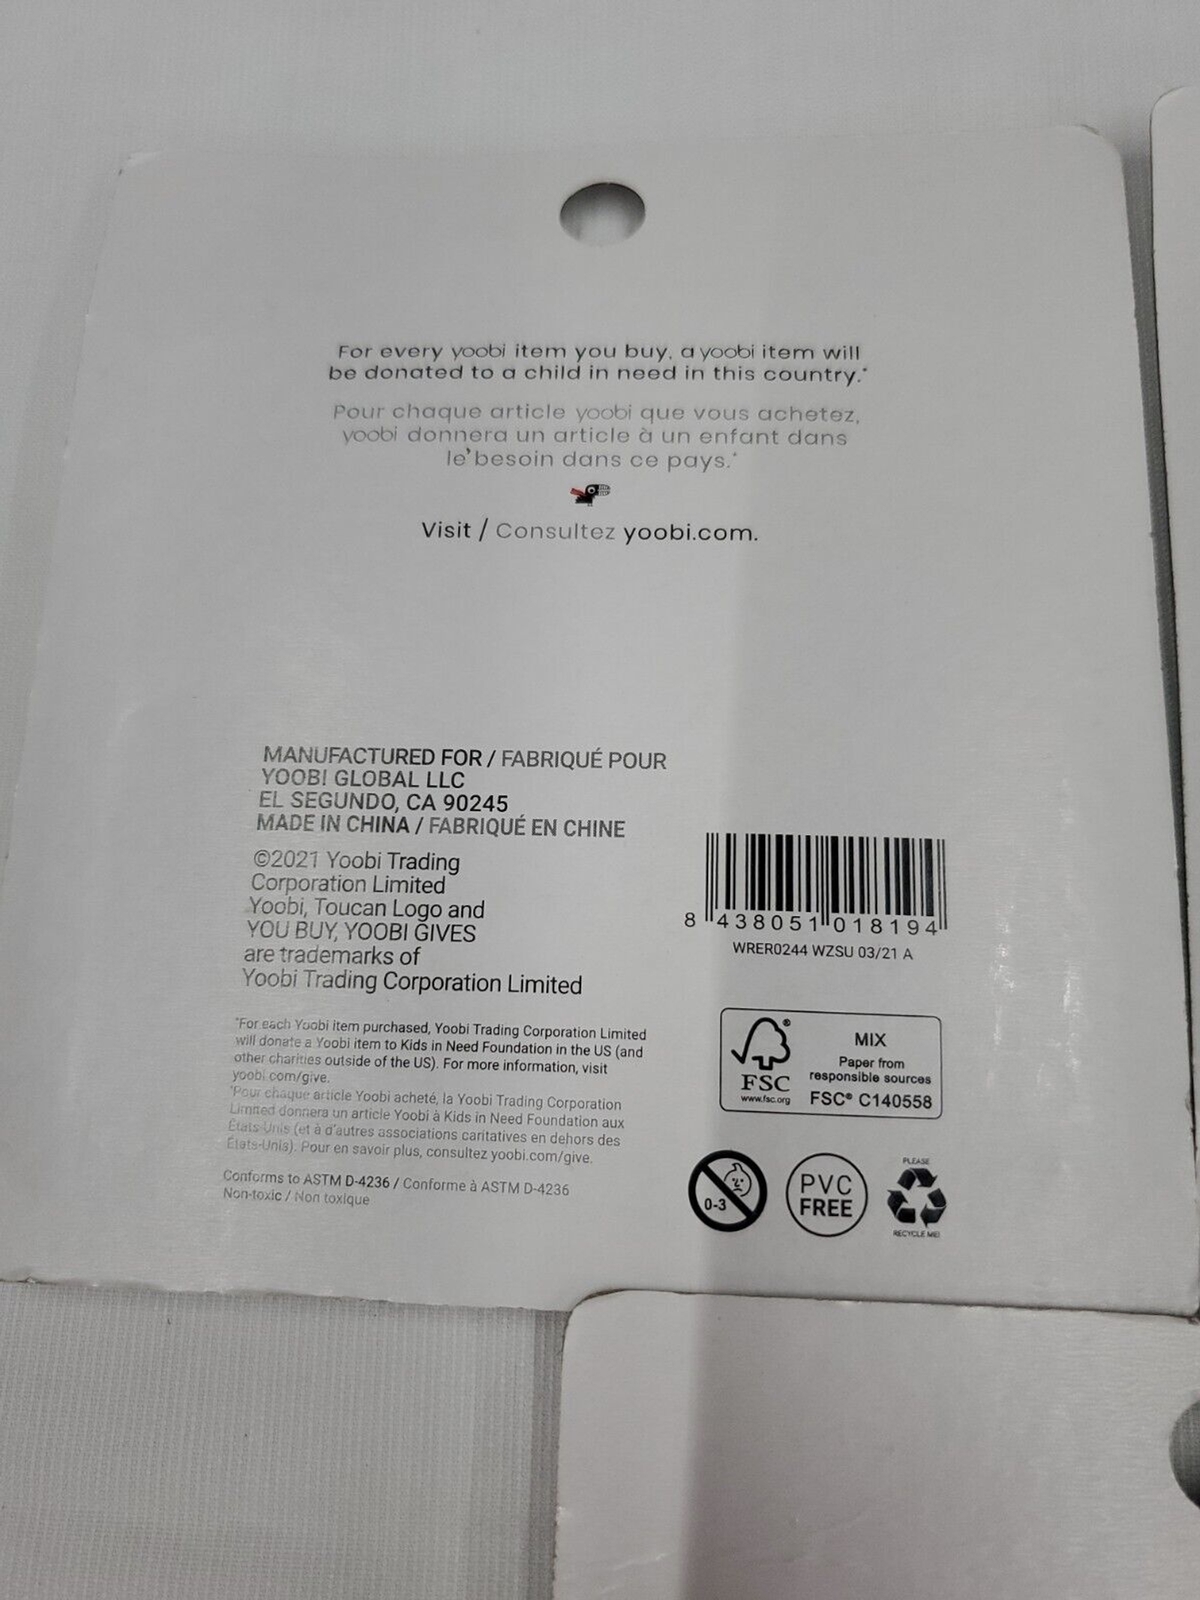 For every yoobi item you buy, a yoobi item will
be donated to a child in need in this country.*
Pour chaque article yoobi que vous achetez,
yoobi donnera un article à un enfant dans
le besoin dans ce pays.*
Visit / Consultez yoobi.com.
MANUFACTURED FOR / FABRIQUÉ POUR
YOOBI GLOBAL LLC
EL SEGUNDO, CA 90245
MADE IN CHINA / FABRIQUÉ EN CHINE
©2021 Yoobi Trading
Corporation Limited
Yoobi, Toucan Logo and
YOU BUY, YOOBI GIVES
are trademarks of
Yoobi Trading Corporation Limited
*For each Yoobi item purchased, Yoobi Trading Corporation Limited
will donate a Yoobi item to Kids in Need Foundation in the US (and
other charities outside of the US). For more information, visit
yoobi.com/give.
*Pour chaque article Yoobi acheté, la Yoobi Trading Corporation
Limited donnera un article Yoobi à Kids in Need Foundation aux
États-Unis (et à d'autres associations caritatives en dehors des
États-Unis). Pour en savoir plus, consultez yoobi.com/give.
Conforms to ASTM D-4236 / Conforme à ASTM D-4236
Non-toxic / Non toxique
8 438051 018194
WRER0244 WZSU 03/21 A
FSC®
www.fsc.org
MIX
Paper from
responsible sources
FSC® C140558
0-3
PVC
FREE
PLEASE
RECYCLE ME!